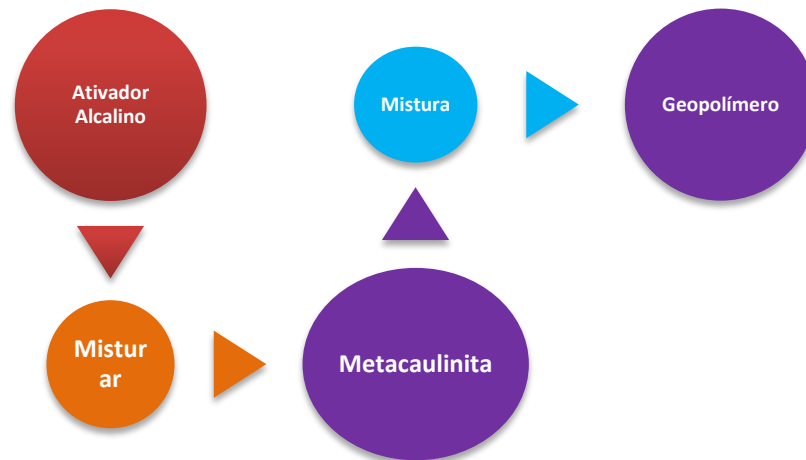 Ativador
Alcalino
Mistur
ar
Metacaulinita
Mistura
Geopolímero